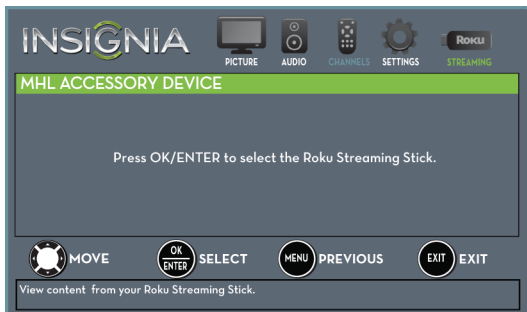 INSIGNIA
PICTURE AUDIO CHANNELS SETTINGS ROKU STREAMING
MHL ACCESSORY DEVICE
Press OK/ENTER to select the Roku Streaming Stick.
MOVE OK ENTER SELECT MENU PREVIOUS EXIT EXIT
View content from your Roku Streaming Stick.